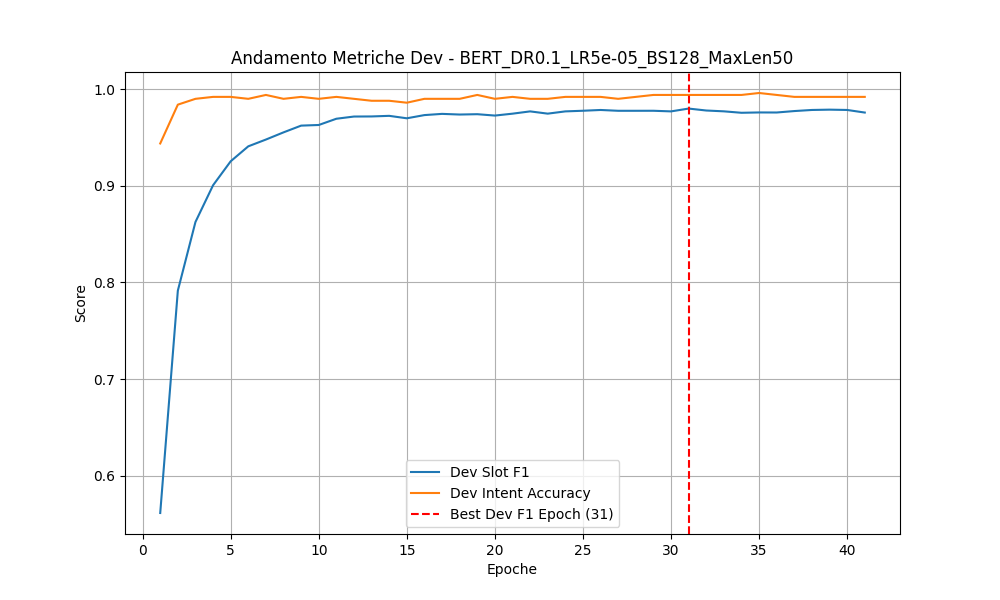 Andamento Metriche Dev - BERT_DR0.1_LR5e-05_BS128_MaxLen50
Score
1.0
0.9
0.8
0.7
0.6
Dev Slot F1
Dev Intent Accuracy
Best Dev F1 Epoch (31)
0 5 10 15 20 25 30 35 40
Epoche